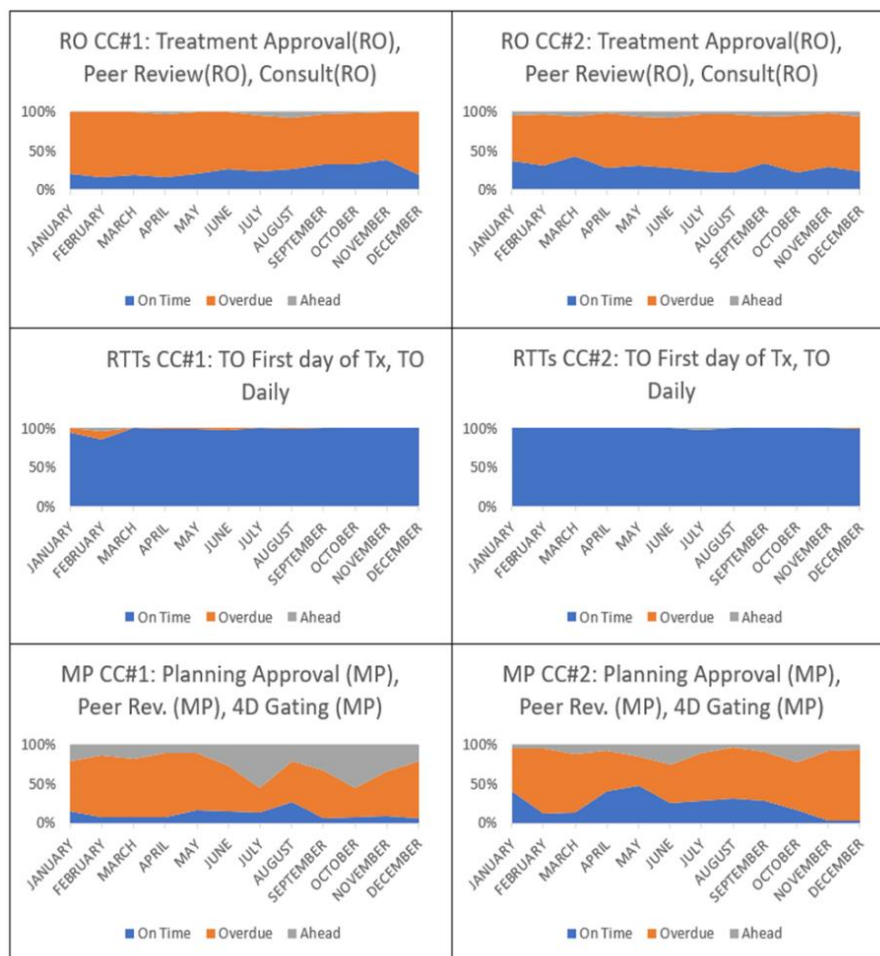 RO CC#1: Treatment Approval(RO),
Peer Review(RO), Consult(RO)
100%
50%
0%
JANUARY
FEBRUARY
MARCH
APRIL
MAY
JUNE
JULY
AUGUST
SEPTEMBER
OCTOBER
NOVEMBER
DECEMBER
On Time Overdue Ahead
RO CC#2: Treatment Approval(RO),
Peer Review(RO), Consult(RO)
100%
50%
0%
JANUARY
FEBRUARY
MARCH
APRIL
MAY
JUNE
JULY
AUGUST
SEPTEMBER
OCTOBER
NOVEMBER
DECEMBER
On Time Overdue Ahead
RTTs CC#1: TO First day of Tx, TO
Daily
100%
50%
0%
JANUARY
FEBRUARY
MARCH
APRIL
MAY
JUNE
JULY
AUGUST
SEPTEMBER
OCTOBER
NOVEMBER
DECEMBER
On Time Overdue Ahead
RTTs CC#2: TO First day of Tx, TO
Daily
100%
50%
0%
JANUARY
FEBRUARY
MARCH
APRIL
MAY
JUNE
JULY
AUGUST
SEPTEMBER
OCTOBER
NOVEMBER
DECEMBER
On Time Overdue Ahead
MP CC#1: Planning Approval (MP),
Peer Rev. (MP), 4D Gating (MP)
100%
50%
0%
JANUARY
FEBRUARY
MARCH
APRIL
MAY
JUNE
JULY
AUGUST
SEPTEMBER
OCTOBER
NOVEMBER
DECEMBER
On Time Overdue Ahead
MP CC#2: Planning Approval (MP),
Peer Rev. (MP), 4D Gating (MP)
100%
50%
0%
JANUARY
FEBRUARY
MARCH
APRIL
MAY
JUNE
JULY
AUGUST
SEPTEMBER
OCTOBER
NOVEMBER
DECEMBER
On Time Overdue Ahead